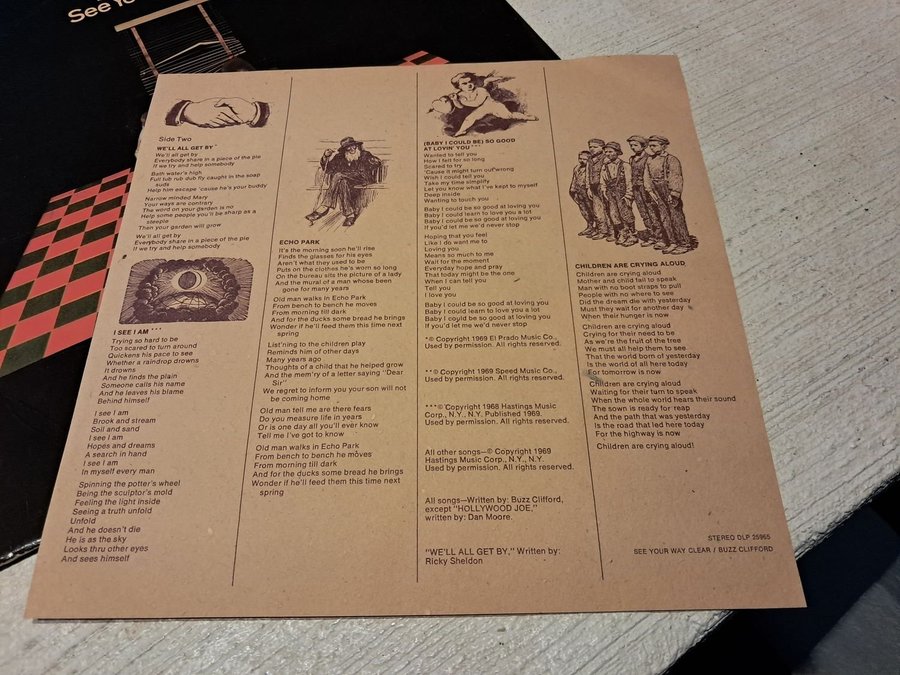 See
Side Two
WE'LL ALL GET BY *
We'll all get by
Everybody share in a piece of the pie
If we try and help somebody
Bath water's high
Full tub rub dub fly caught in the soap
suds
Help him escape 'cause he's your buddy
Narrow minded Mary
Your ways are contrary
The word on your garden is no
Help some people you'll be sharp as a
steeple
Then your garden will grow
We'll all get by
Everybody share in a piece of the pie
If we try and help somebody
I SEE I AM ***
Trying so hard to be
Too scared to turn around
Quickens his pace to see
Whether a raindrop drowns
It drowns
And he finds the plain
Someone calls his name
And he leaves his blame
Behind himself
I see I am
Brook and stream
Soil and sand
I see I am
Hopes and dreams
A search in hand
I see I am
In myself every man
Spinning the potter's wheel
Being the sculptor's mold
Feeling the light inside
Seeing a truth unfold
Unfold
And he doesn't die
He is as the sky
Looks thru other eyes
And sees himself
ECHO PARK
It's the morning soon he'll rise
Finds the glasses for his eyes
Aren't what they used to be
Puts on the clothes he's worn so long
On the bureau sits the picture of a lady
And the mural of a man whose been
gone for many years
Old man walks in Echo Park
From bench to bench he moves
From morning till dark
And for the ducks some bread he brings
Wonder if he'll feed them this time next
spring
List'ning to the children play
Reminds him of other days
Many years ago
Thoughts of a child that he helped grow
And the mem'ry of a letter saying "Dear
Sir"
We regret to inform you your son will not
be coming home
Old man tell me are there fears
Do you measure life in years
Or is one day all you'll ever know
Tell me I've got to know
Old man walks in Echo Park
From bench to bench he moves
From morning till dark
And for the ducks some bread he brings
Wonder if he'll feed them this time next
spring
(BABY I COULD BE) SO GOOD
AT LOVIN' YOU ***
Wanted to tell you
How I fell for so long
Scared to try
'Cause it might turn out wrong
Wish I could tell you
Take my time simplify
Let you know what I've kept to myself
Deep inside
Wanting to touch you
Baby I could be so good at loving you
Baby I could learn to love you a lot
Baby I could be so good at loving you
If you'd let me we'd never stop
Hoping that you feel
Like I do want me to
Loving you
Means so much to me
Wait for the moment
Everyday hope and pray
That today might be the one
When I can tell you
Tell you
I love you
Baby I could be so good at loving you
Baby I could learn to love you a lot
Baby I could be so good at loving you
If you'd let me we'd never stop
*© Copyright 1969 El Prado Music Co.,
Used by permission. All rights reserved.
**© Copyright 1969 Speed Music Co.,
Used by permission. All rights reserved.
***© Copyright 1968 Hastings Music
Corp., N.Y., N.Y. Published 1969.
Used by permission. All rights reserved.
All other songs—© Copyright 1969
Hastings Music Corp., N.Y., N.Y.
Used by permission. All rights reserved.
All songs—Written by: Buzz Clifford,
except "HOLLYWOOD JOE,"
written by: Dan Moore.
"WE'LL ALL GET BY," Written by:
Ricky Sheldon
CHILDREN ARE CRYING ALOUD
Children are crying aloud
Mother and child fail to speak
Man with no boot straps to pull
People with no where to see
Did the dream die with yesterday
Must they wait for another day
When their hunger is now
Children are crying aloud
Crying for their need to be
As we're the fruit of the tree
We must all help them to see
That the world born of yesterday
Is the world of all here today
For tomorrow is now
Children are crying aloud
Waiting for their turn to speak
When the whole world hears their sound
The sown is ready for reap
And the path that was yesterday
Is the road that led here today
For the highway is now
Children are crying aloud!
STEREO DLP 25965
SEE YOUR WAY CLEAR / BUZZ CLIFFORD